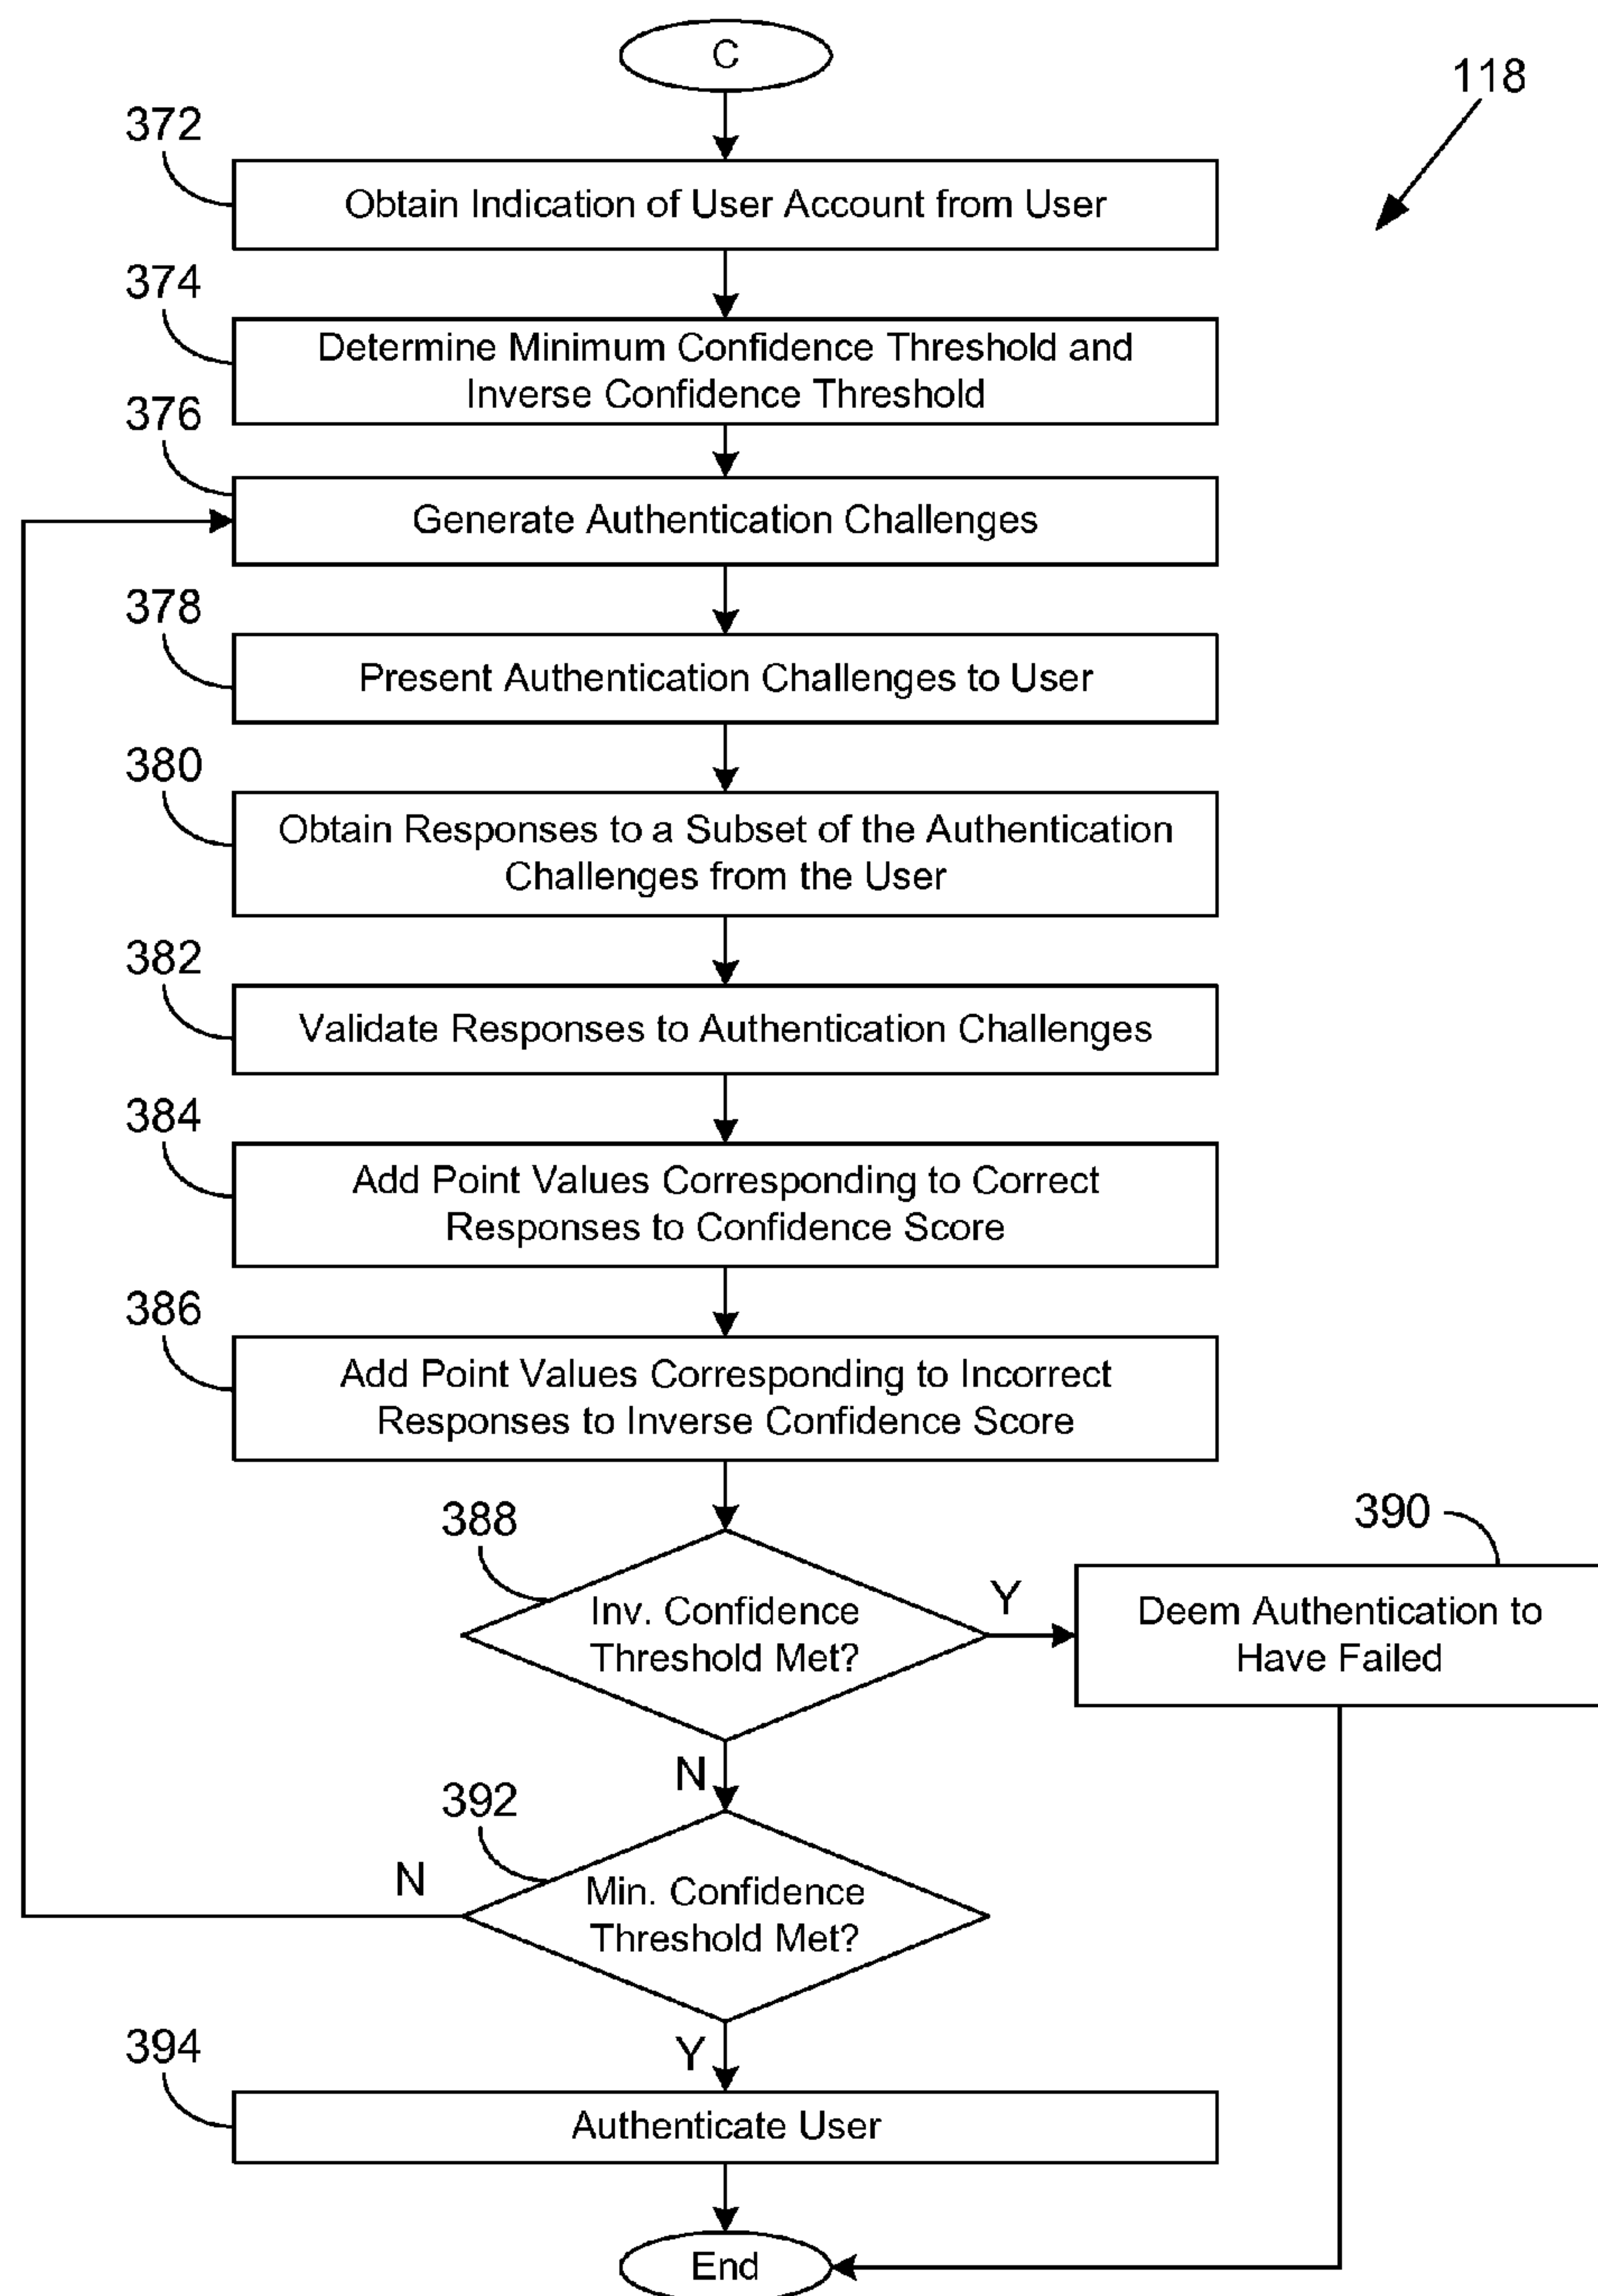 C
118
372
Obtain Indication of User Account from User
374
Determine Minimum Confidence Threshold and
Inverse Confidence Threshold
376
Generate Authentication Challenges
378
Present Authentication Challenges to User
380
Obtain Responses to a Subset of the Authentication
Challenges from the User
382
Validate Responses to Authentication Challenges
384
Add Point Values Corresponding to Correct
Responses to Confidence Score
386
Add Point Values Corresponding to Incorrect
Responses to Inverse Confidence Score
388
Inv. Confidence
Threshold Met?
Y
390
Deem Authentication to
Have Failed
N
392
Min. Confidence
Threshold Met?
N
Y
394
Authenticate User
End